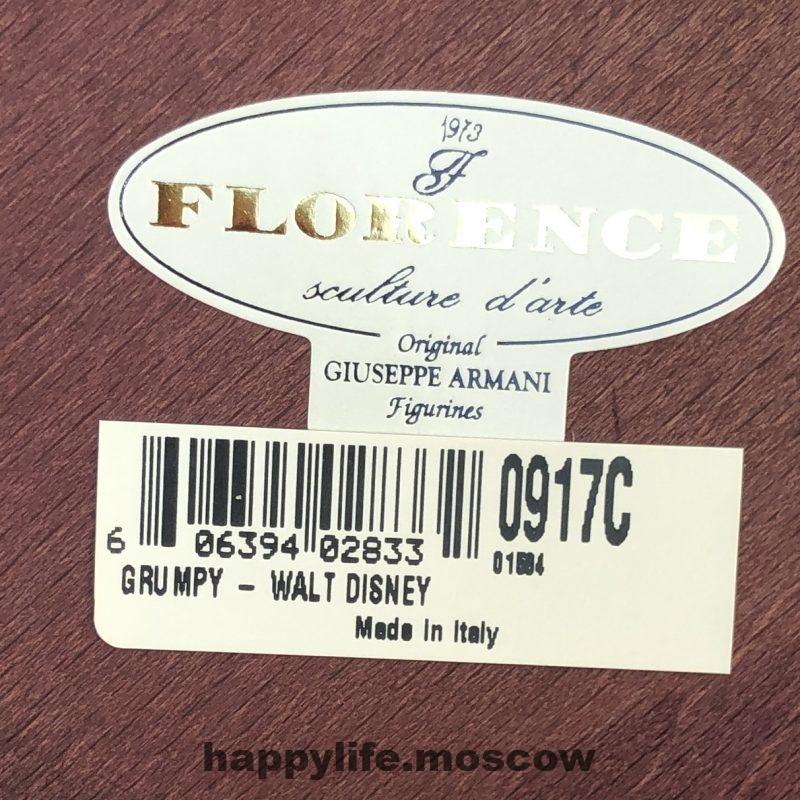 1973
FLORENCE
sculture d'arte
Original
GIUSEPPE ARMANI
Figurines
0917C
6 06394 02833
01584
GRUMPY - WALT DISNEY
Made in Italy
happylife.moscow